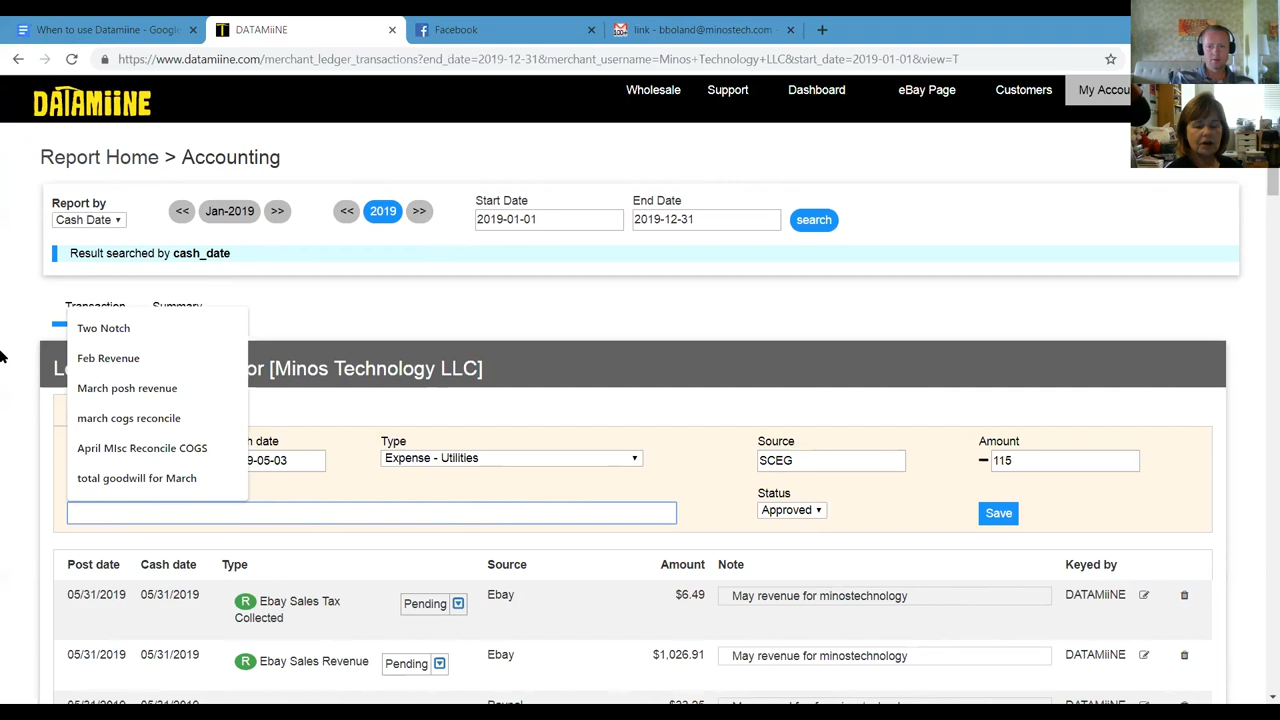 When to use Datamiine - Google
DATAMiiNE
Facebook
link - bboland@minostech.com
https://www.datamiine.com/merchant_ledger_transactions?end_date=2019-12-31&merchant_username=Minos+Technology+LLC&start_date=2019-01-01&view=T
DATAMiiNE
Wholesale Support Dashboard eBay Page Customers My Accou
Report Home > Accounting
Report by
Cash Date
<< Jan-2019 >>
<< 2019 >>
Start Date End Date
2019-01-01 2019-12-31 search
Result searched by cash_date
Transaction Summary
Two Notch
Feb Revenue
March posh revenue
march cogs reconcile
April MIsc Reconcile COGS
total goodwill for March
Le or [Minos Technology LLC]
h date Type Source Amount
9-05-03 Expense - Utilities SCEG 115
Status
Approved Save
Post date Cash date Type Source Amount Note Keyed by
05/31/2019 05/31/2019 R Ebay Sales Tax Collected Pending Ebay $6.49 May revenue for minostechnology DATAMiiNE
05/31/2019 05/31/2019 R Ebay Sales Revenue Pending Ebay $1,026.91 May revenue for minostechnology DATAMiiNE